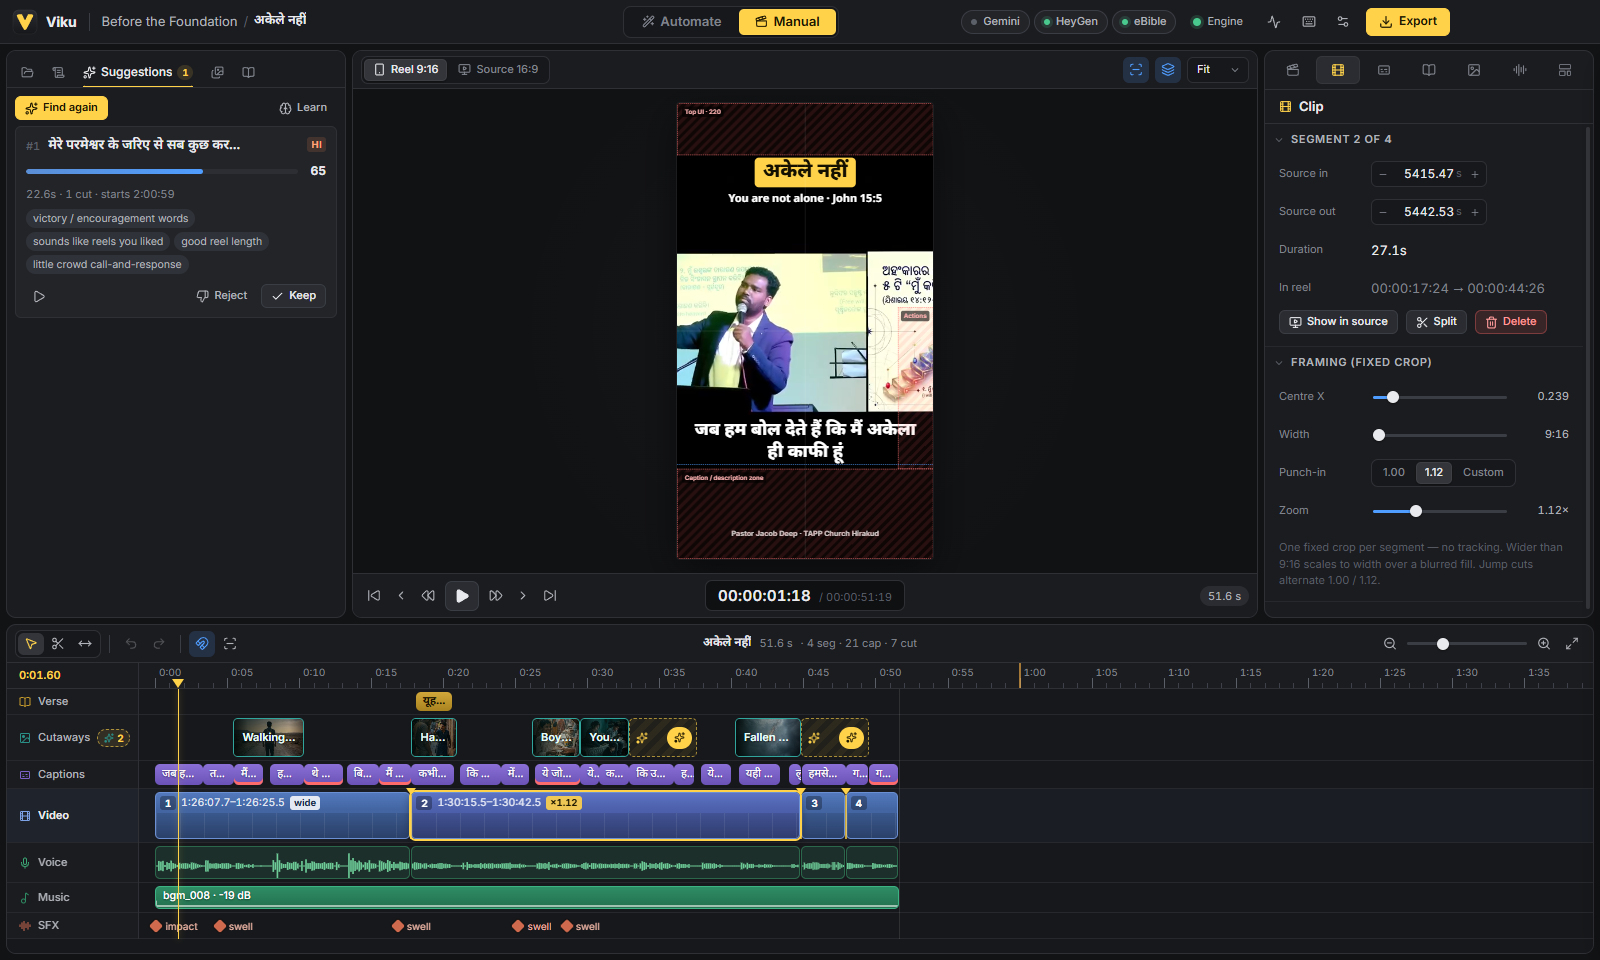 Viku
Before the Foundation / अकेले नहीं
Automate
Manual
Gemini
HeyGen
eBible
Engine
Export
Suggestions 1
Find again
Learn
#1 मेरे परमेश्वर के जरिए से सब कुछ कर...
HI
65
22.6s · 1 cut · starts 2:00:59
victory / encouragement words
sounds like reels you liked
good reel length
little crowd call-and-response
Reject
Keep
Reel 9:16
Source 16:9
Fit
Top UI · 220
अकेले नहीं
You are not alone · John 15:5
ଅହଂକାରର
Actions
जब हम बोल देते हैं कि मैं अकेला
ही काफी हूं
Caption / description zone
Pastor Jacob Deep · TAPP Church Hirakud
00:00:01:18 / 00:00:51:19
51.6 s
Clip
SEGMENT 2 OF 4
Source in
− 5415.47 s +
Source out
− 5442.53 s +
Duration
27.1s
In reel
00:00:17:24 → 00:00:44:26
Show in source
Split
Delete
FRAMING (FIXED CROP)
Centre X
0.239
Width
9:16
Punch-in
1.00
1.12
Custom
Zoom
1.12×
One fixed crop per segment — no tracking. Wider than
9:16 scales to width over a blurred fill. Jump cuts
alternate 1.00 / 1.12.
अकेले नहीं 51.6 s · 4 seg · 21 cap · 7 cut
0:01.60
0:00 0:05 0:10 0:15 0:20 0:25 0:30 0:35 0:40 0:45 0:50 0:55 1:00 1:05 1:10 1:15 1:20 1:25 1:30 1:35
Verse
यूह...
Cutaways 2
Walking...
Ha...
Boy...
You...
Fallen ...
Captions
जब ह... त... मैं... ह... थे ... बि... मैं ... कभी... कि ... में... ये जो... ये.. क... कि उ... ह... ये... यही ... हमसे... ग... ग...
Video
1 1:26:07.7–1:26:25.5 wide
2 1:30:15.5–1:30:42.5 ×1.12
3
4
Voice
Music
bgm_008 · -19 dB
SFX
impact
swell
swell
swell
swell